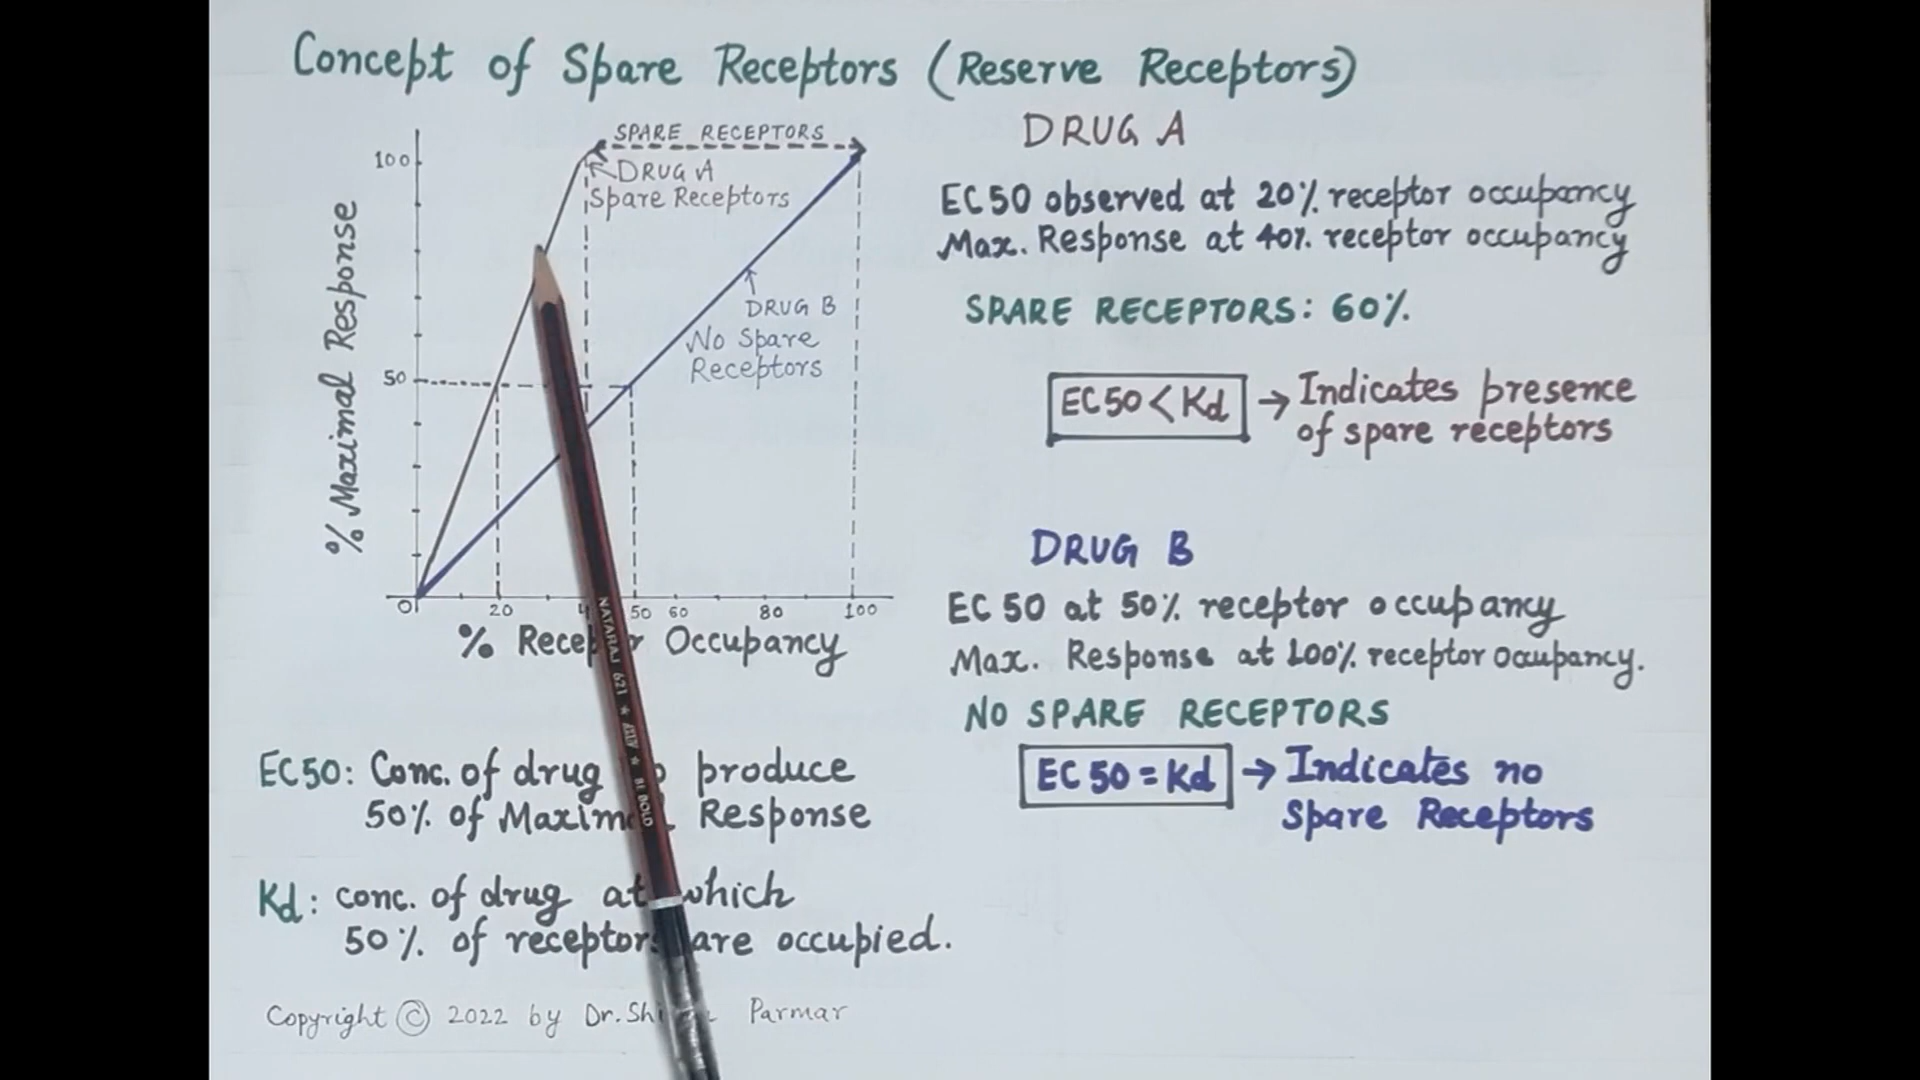 Concept of Spare Receptors (Reserve Receptors)
SPARE RECEPTORS
DRUG A
Spare Receptors
DRUG B
No Spare
Receptors
% Maximal Response
100
50
0
20
50
60
80
100
% Receptor Occupancy
EC50: Conc. of drug produce
50% of Maximal Response
Kd: conc. of drug at which
50% of receptors are occupied.
Copyright © 2022 by Dr. Parmar
DRUG A
EC50 observed at 20% receptor occupancy
Max. Response at 40% receptor occupancy
SPARE RECEPTORS: 60%
EC50 < Kd → Indicates presence
of spare receptors
DRUG B
EC 50 at 50% receptor occupancy
Max. Response at 100% receptor occupancy.
NO SPARE RECEPTORS
EC 50 = Kd → Indicates no
Spare Receptors
NATARAJ 621 ★ ★ BE BOLD